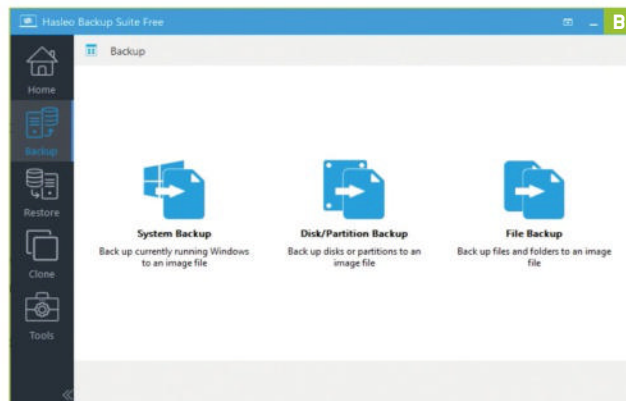 Hasleo Backup Suite Free
B
Backup
Home
Backup
Restore
Clone
Tools
System Backup
Back up currently running Windows
to an image file
Disk/Partition Backup
Back up disks or partitions to an
image file
File Backup
Back up files and folders to an image
file